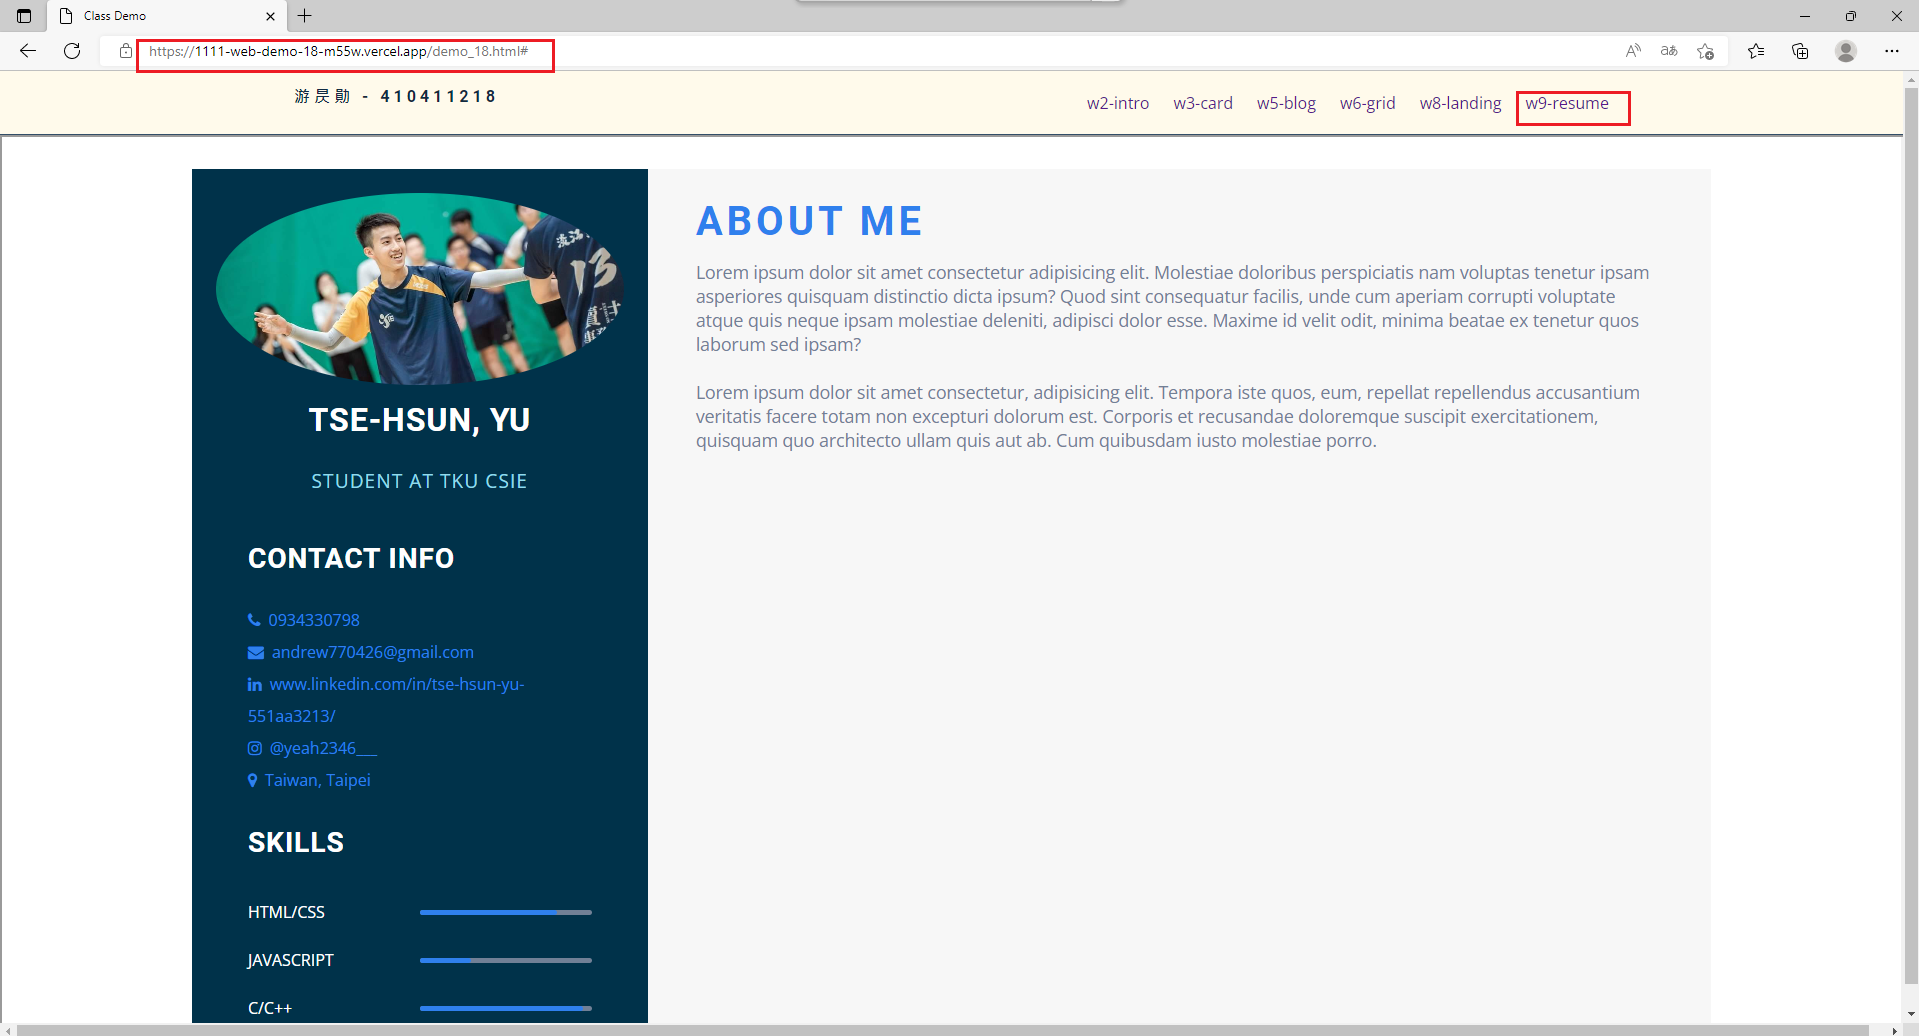 Class Demo
https://1111-web-demo-18-m55w.vercel.app/demo_18.html#
游昃勛 - 410411218
w2-intro w3-card w5-blog w6-grid w8-landing w9-resume
ABOUT ME
Lorem ipsum dolor sit amet consectetur adipisicing elit. Molestiae doloribus perspiciatis nam voluptas tenetur ipsam
asperiores quisquam distinctio dicta ipsum? Quod sint consequatur facilis, unde cum aperiam corrupti voluptate
atque quis neque ipsam molestiae deleniti, adipisci dolor esse. Maxime id velit odit, minima beatae ex tenetur quos
laborum sed ipsam?
Lorem ipsum dolor sit amet consectetur, adipisicing elit. Tempora iste quos, eum, repellat repellendus accusantium
veritatis facere totam non excepturi dolorum est. Corporis et recusandae doloremque suscipit exercitationem,
quisquam quo architecto ullam quis aut ab. Cum quibusdam iusto molestiae porro.
13
TSE-HSUN, YU
STUDENT AT TKU CSIE
CONTACT INFO
0934330798
andrew770426@gmail.com
www.linkedin.com/in/tse-hsun-yu-
551aa3213/
@yeah2346___
Taiwan, Taipei
SKILLS
HTML/CSS
JAVASCRIPT
C/C++